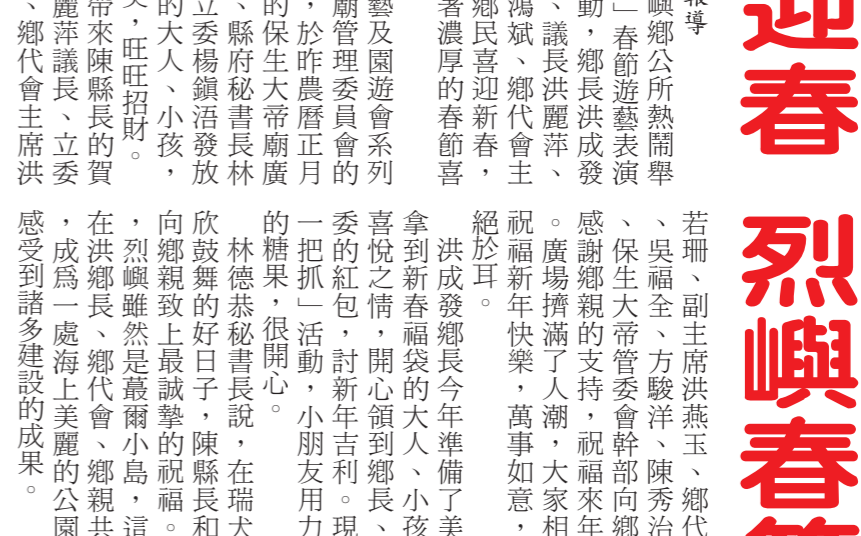 迎春 烈嶼春
報導
嶼鄉公所熱鬧舉
」春節遊藝表演
動，鄉長洪成發
、議長洪麗萍、
鴻斌、鄉代會主
鄉民喜迎新春，
著濃厚的春節喜
藝及園遊會系列
廟管理委員會的
，於昨農曆正月
的保生大帝廟廣
、縣府秘書長林
立委楊鎮浯發放
的大人、小孩，
，旺旺招財。
帶來陳縣長的賀
麗萍議長、立委
、鄉代會主席洪
若珊、副主席洪燕玉、鄉代
、吳福全、方駿洋、陳秀治
、保生大帝管委會幹部向鄉
感謝鄉親的支持，祝福來年
。廣場擠滿了人潮，大家相
祝福新年快樂，萬事如意，
絕於耳。
洪成發鄉長今年準備了美
拿到新春福袋的大人、小孩
喜悅之情，開心領到鄉長、
委的紅包，討新年吉利。現
一把抓」活動，小朋友用力
的糖果，很開心。
林德恭秘書長說，在瑞犬
欣鼓舞的好日子，陳縣長和
向鄉親致上最誠摯的祝福。
，烈嶼雖然是蕞爾小島，這
在洪鄉長、鄉代會、鄉親共
，成爲一處海上美麗的公園
感受到諸多建設的成果。